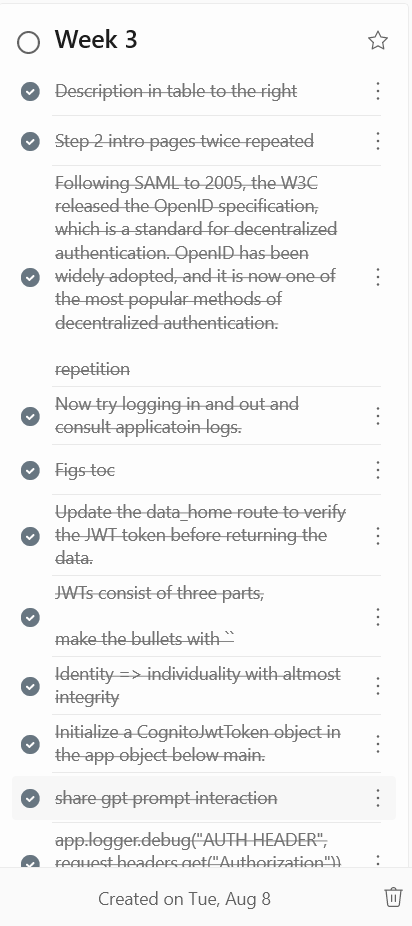 Week 3
Description in table to the right
Step 2 intro pages twice repeated
Following SAML to 2005, the W3C
released the OpenID specification,
which is a standard for decentralized
authentication. OpenID has been
widely adopted, and it is now one of
the most popular methods of
decentralized authentication.
repetition
Now try logging in and out and
consult applicatoin logs.
Figs toc
Update the data_home route to verify
the JWT token before returning the
data.
JWTs consist of three parts,
make the bullets with ``
Identity => individuality with altmost
integrity
Initialize a CognitoJwtToken object in
the app object below main.
share gpt prompt interaction
app.logger.debug("AUTH HEADER",
request.headers.get("Authorization"))
Created on Tue, Aug 8